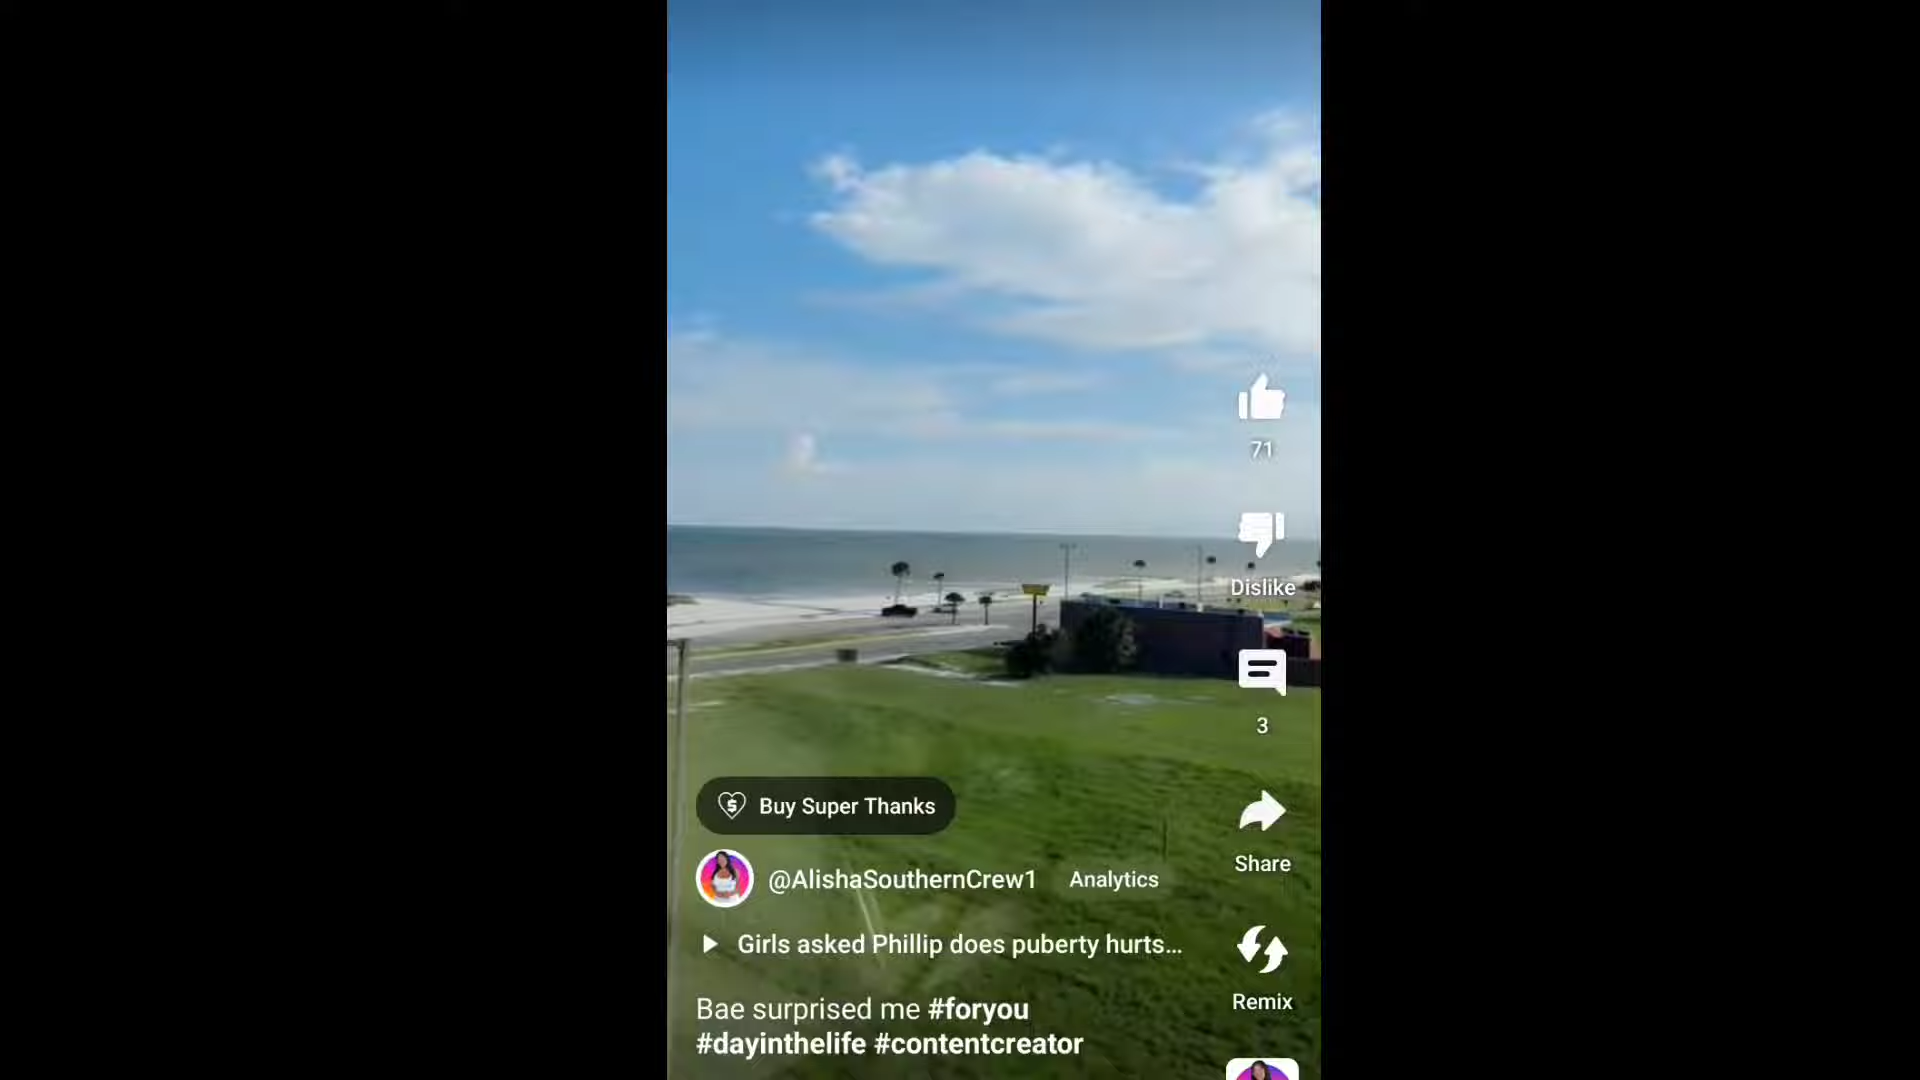 71
Dislike
3
Buy Super Thanks
Share
@AlishaSouthernCrew1 Analytics
Girls asked Phillip does puberty hurts...
Remix
Bae surprised me #foryou
#dayinthelife #contentcreator